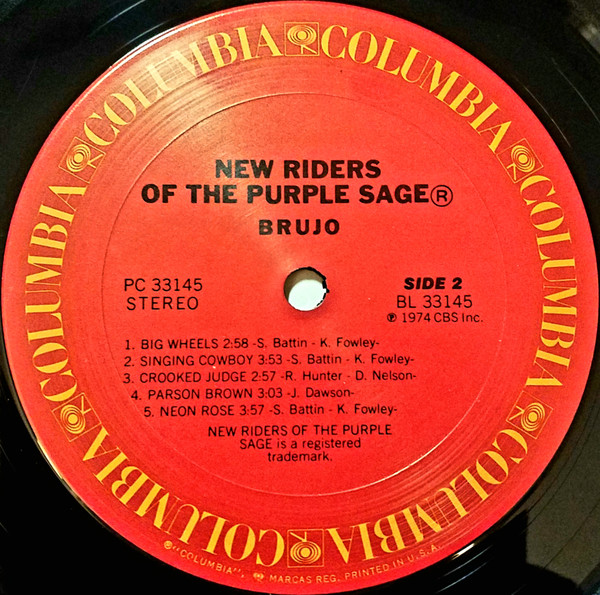 COLUMBIA COLUMBIA COLUMBIA COLUMBIA COLUMBIA COLUMBIA
NEW RIDERS
OF THE PURPLE SAGE®
BRUJO
PC 33145
STEREO
SIDE 2
BL 33145
℗ 1974 CBS Inc.
1. BIG WHEELS 2:58 -S. Battin - K. Fowley-
2. SINGING COWBOY 3:53 -S. Battin - K. Fowley-
3. CROOKED JUDGE 2:57 -R. Hunter - D. Nelson-
4. PARSON BROWN 3:03 -J. Dawson-
5. NEON ROSE 3:57 -S. Battin - K. Fowley-
NEW RIDERS OF THE PURPLE
SAGE is a registered
trademark.
®"COLUMBIA", MARCAS REG. PRINTED IN U.S.A.